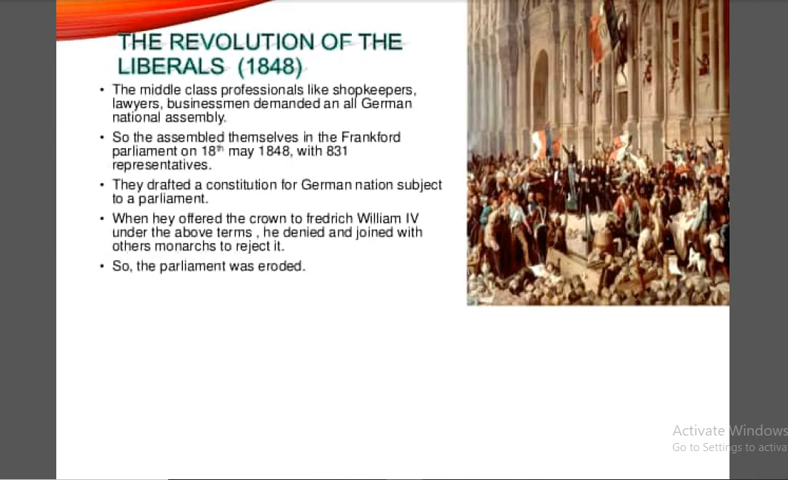 THE REVOLUTION OF THE
LIBERALS (1848)
• The middle class professionals like shopkeepers,
lawyers, businessmen demanded an all German
national assembly.
• So the assembled themselves in the Frankford
parliament on 18th may 1848, with 831
representatives.
• They drafted a constitution for German nation subject
to a parliament.
• When hey offered the crown to fredrich William IV
under the above terms , he denied and joined with
others monarchs to reject it.
• So, the parliament was eroded.
Activate Windows
Go to Settings to activa